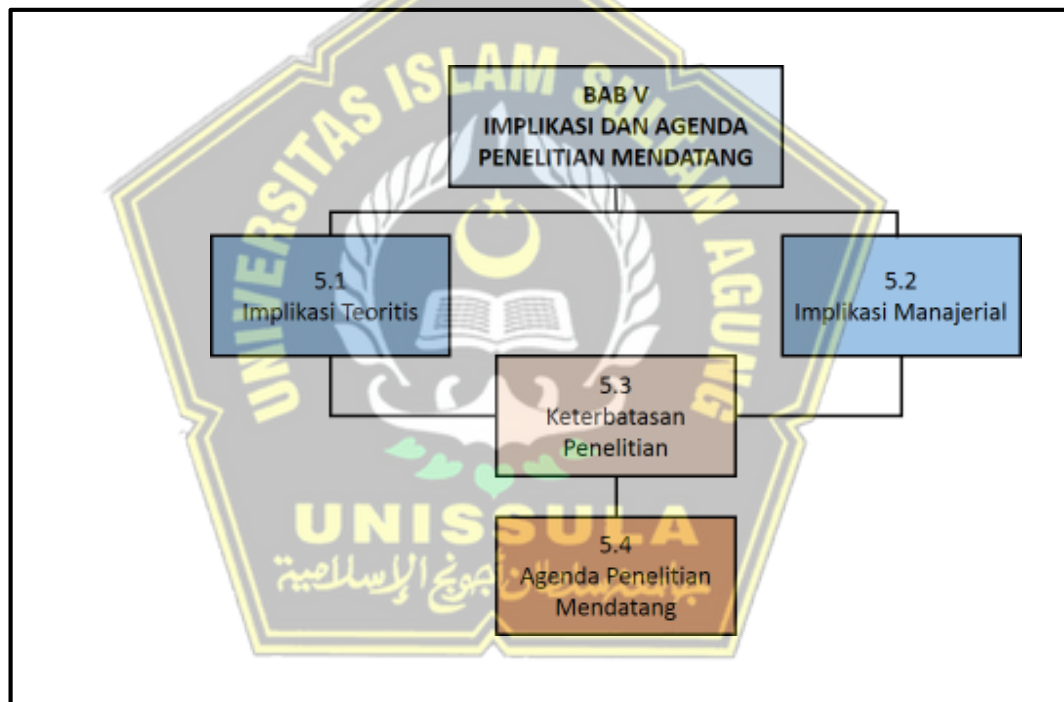 BAB V
IMPLIKASI DAN AGENDA
PENELITIAN MENDATANG
5.1
Implikasi Teoritis
5.2
Implikasi Manajerial
5.3
Keterbatasan
Penelitian
5.4
Agenda Penelitian
Mendatang
UNIVERSITAS ISLAM SULTAN AGUNG
UNISSULA
جامعة سلطان أجونج الإسلامية